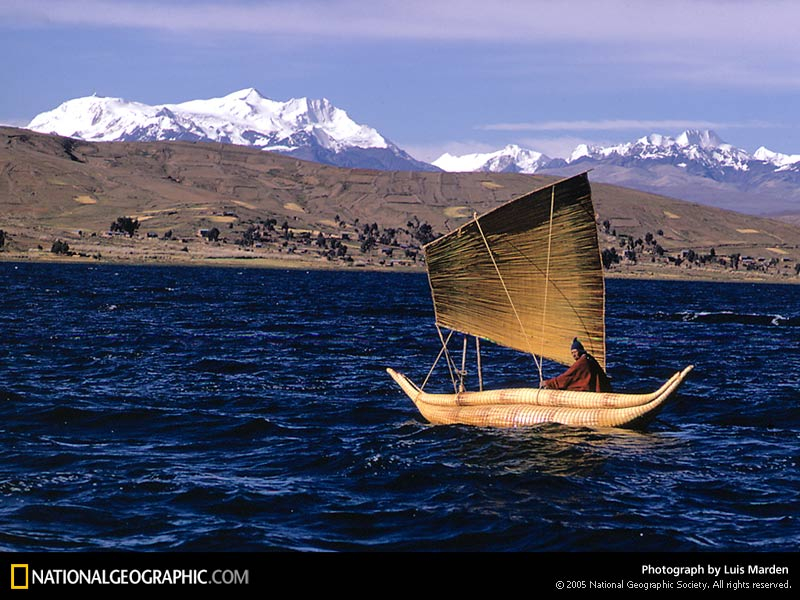 NATIONALGEOGRAPHIC.COM
Photograph by Luis Marden
© 2005 National Geographic Society. All rights reserved.